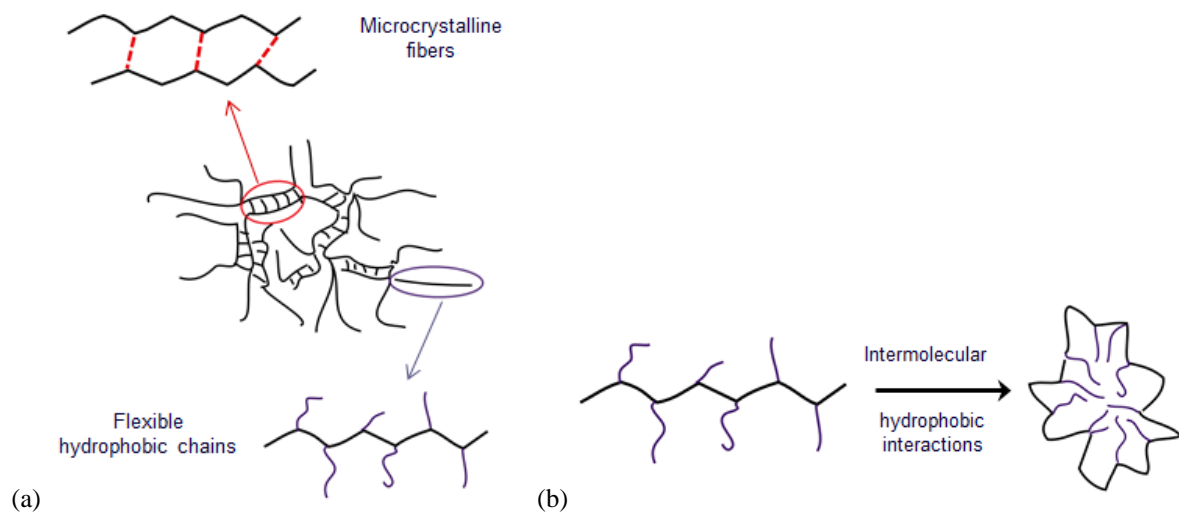 Microcrystalline
fibers
Flexible
hydrophobic chains
(a)
Intermolecular
hydrophobic
interactions
(b)